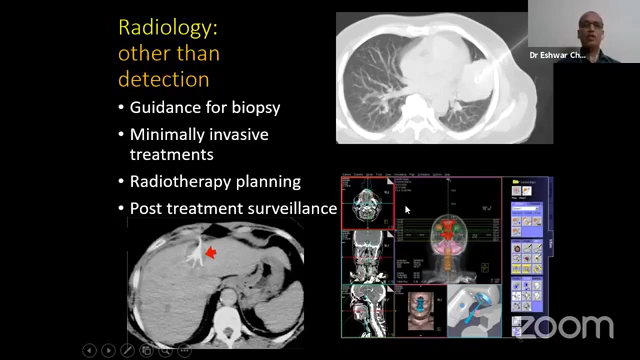 Radiology:
other than
detection
• Guidance for biopsy
• Minimally invasive
treatments
• Radiotherapy planning
• Post treatment surveillance
Dr Eshwar Ch...
zoom